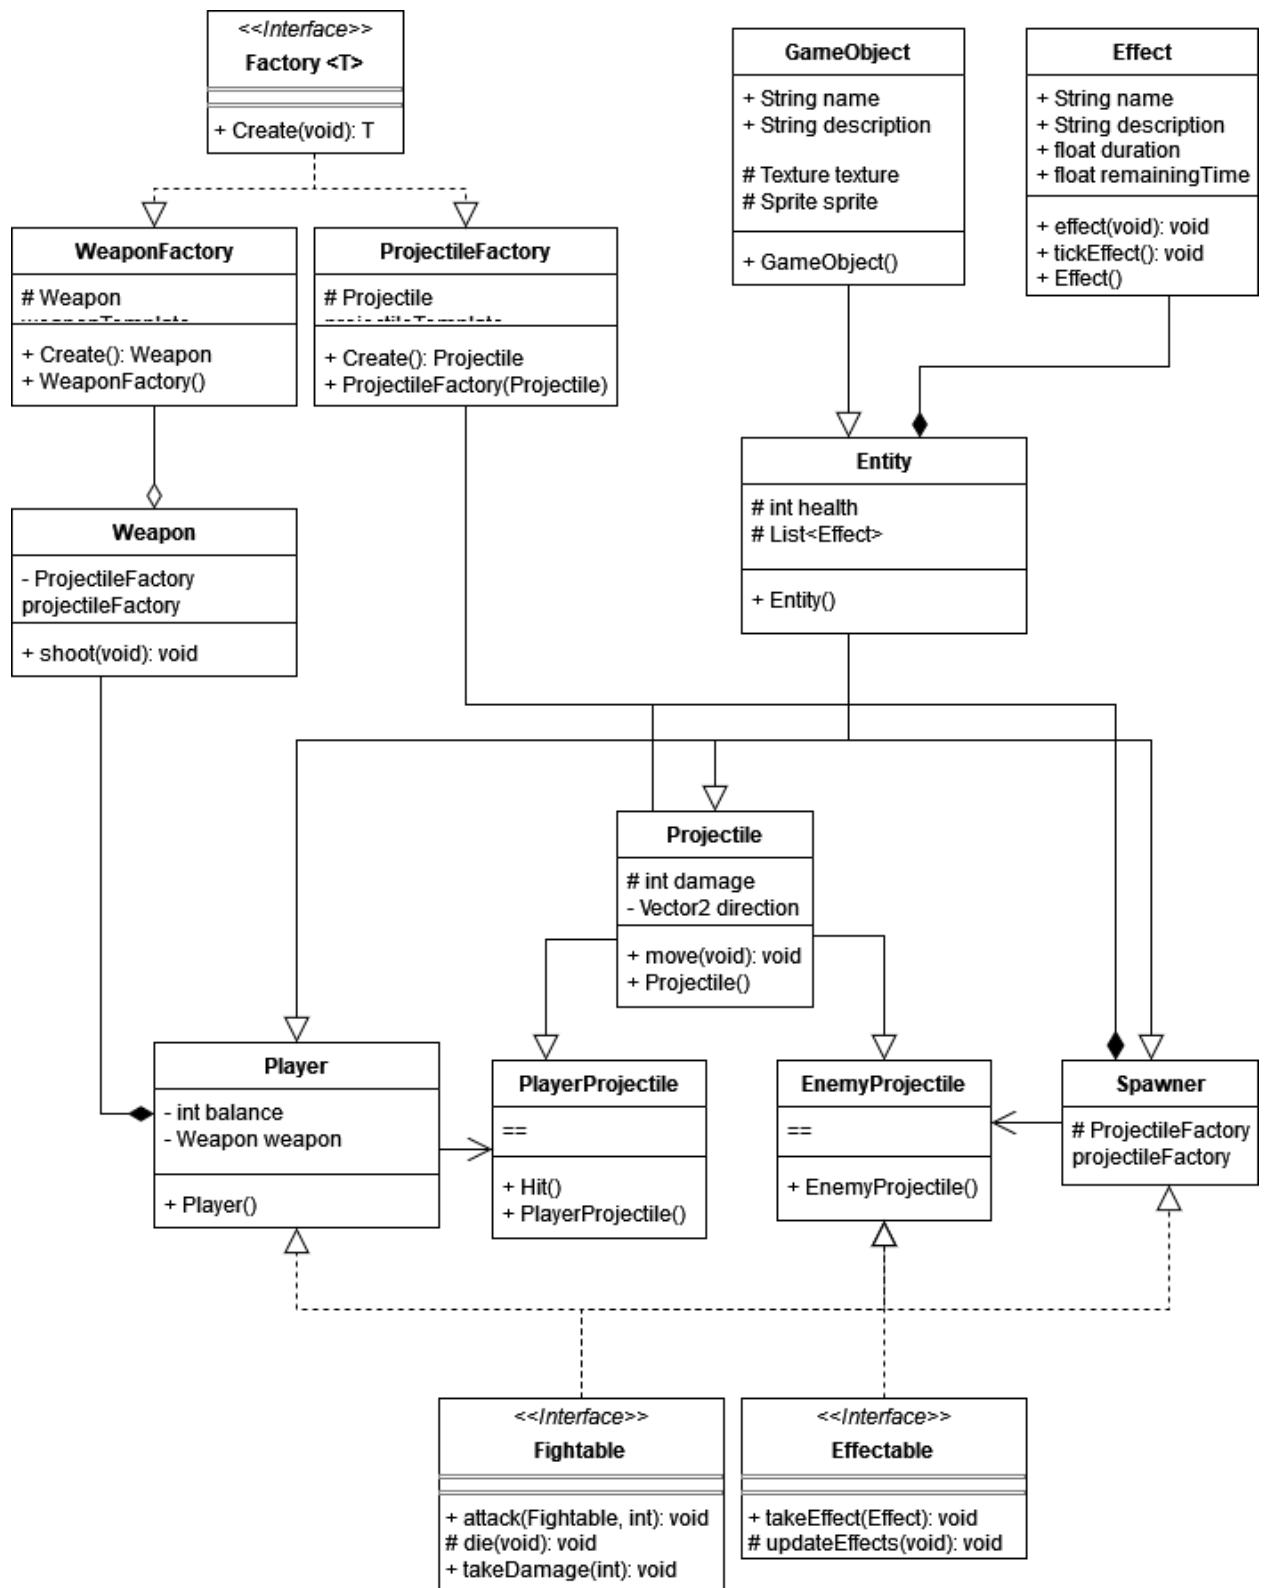 <<Interface>>
Factory <T>
+ Create(void): T
GameObject
+ String name
+ String description
# Texture texture
# Sprite sprite
+ GameObject()
Effect
+ String name
+ String description
+ float duration
+ float remainingTime
+ effect(void): void
+ tickEffect(): void
+ Effect()
WeaponFactory
# Weapon
+ Create(): Weapon
+ WeaponFactory()
ProjectileFactory
# Projectile
+ Create(): Projectile
+ ProjectileFactory(Projectile)
Entity
# int health
# List<Effect>
+ Entity()
Weapon
- ProjectileFactory
projectileFactory
+ shoot(void): void
Projectile
# int damage
- Vector2 direction
+ move(void): void
+ Projectile()
Player
- int balance
- Weapon weapon
+ Player()
PlayerProjectile
==
+ Hit()
+ PlayerProjectile()
EnemyProjectile
==
+ EnemyProjectile()
Spawner
# ProjectileFactory
projectileFactory
<<Interface>>
Fightable
+ attack(Fightable, int): void
# die(void): void
+ takeDamage(int): void
<<Interface>>
Effectable
+ takeEffect(Effect): void
# updateEffects(void): void